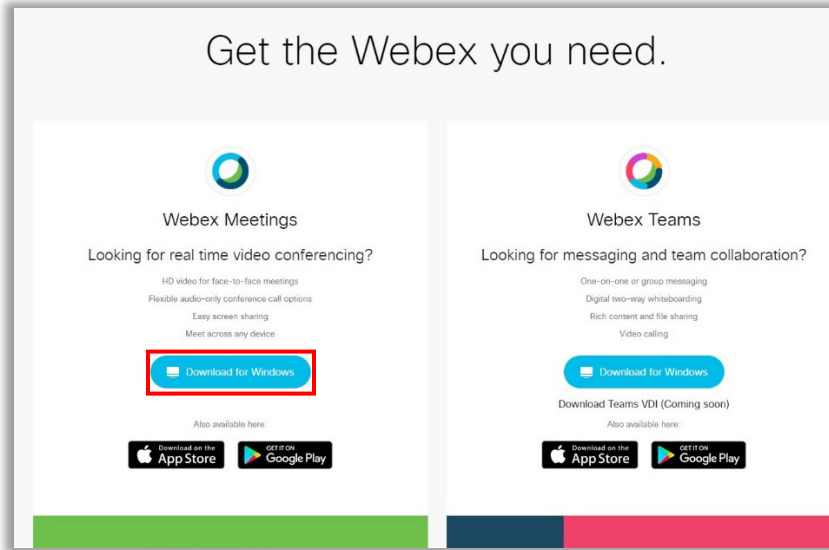 Get the Webex you need.
Webex Meetings
Looking for real time video conferencing?
HD video for face-to-face meetings
Flexible audio-only conference call options
Easy screen sharing
Meet across any device
Download for Windows
Also available here:
Download on the
App Store
GET IT ON
Google Play
Webex Teams
Looking for messaging and team collaboration?
One-on-one or group messaging
Digital two-way whiteboarding
Rich content and file sharing
Video calling
Download for Windows
Download Teams VDI (Coming soon)
Also available here:
Download on the
App Store
GET IT ON
Google Play